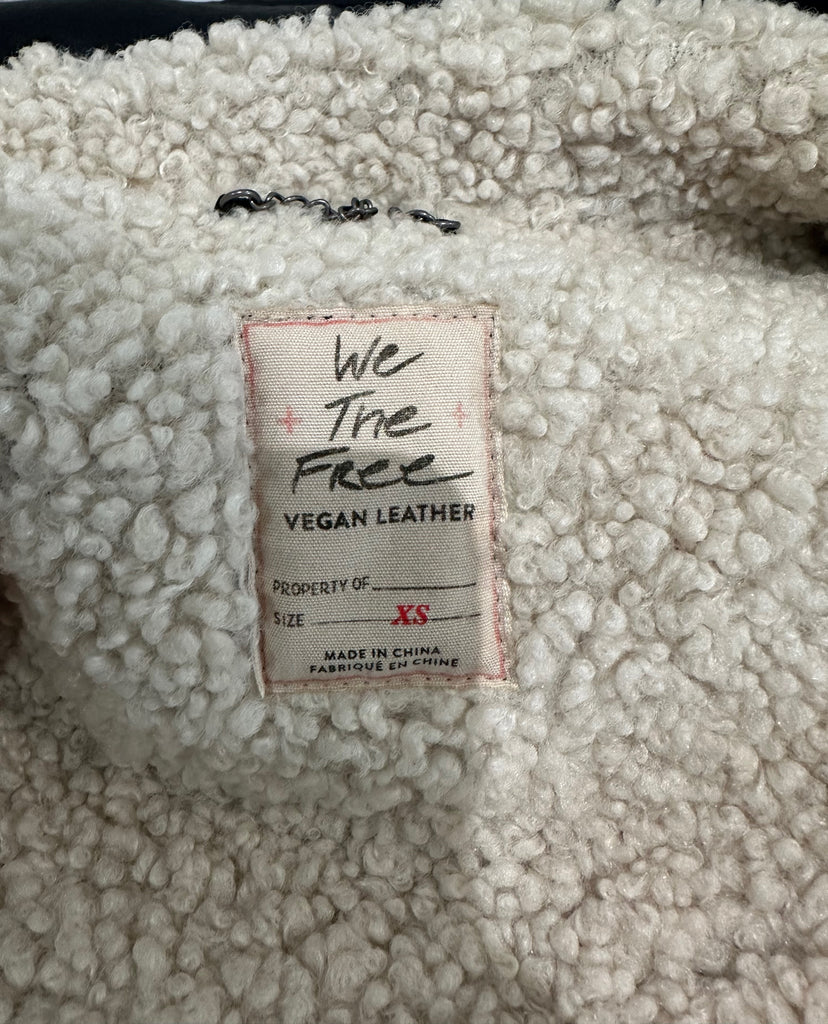 We
The
Free
VEGAN LEATHER
PROPERTY OF
SIZE XS
MADE IN CHINA
FABRIQUÉ EN CHINE